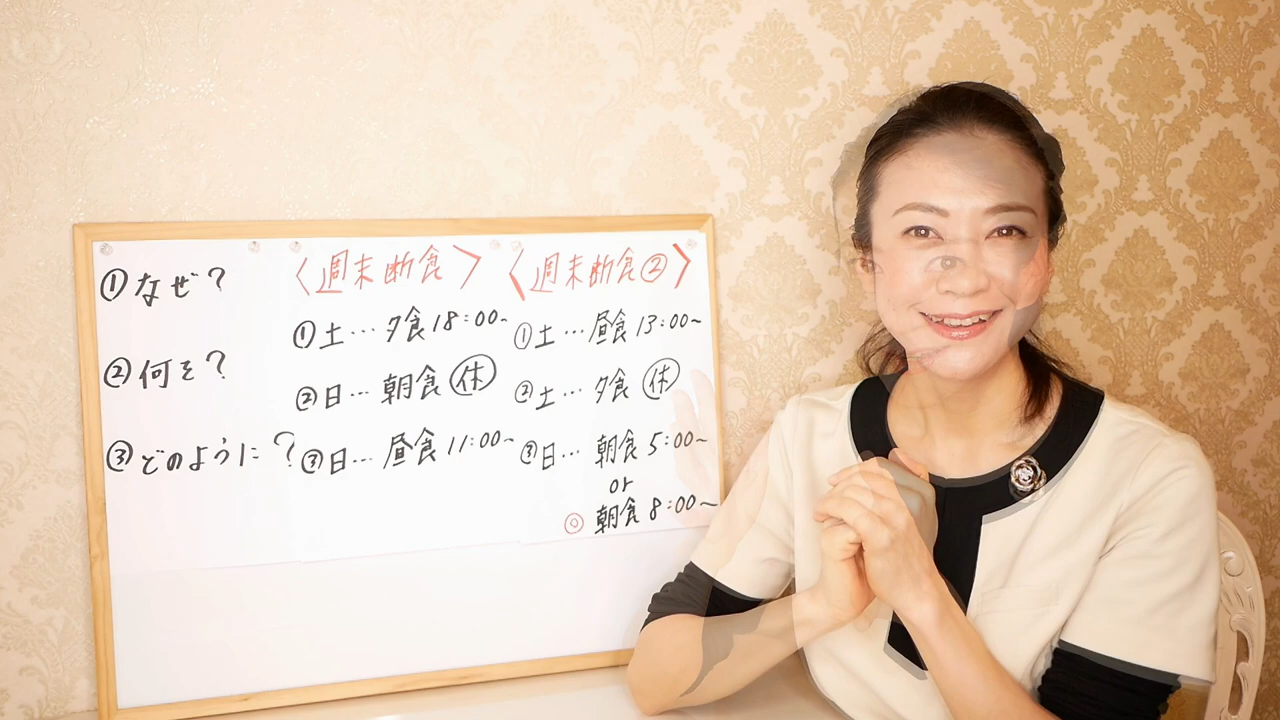 ①なぜ?
②何を?
③どのように?
〈週末断食〉
①土…夕食18:00~
②日…朝食㊡
③日…昼食11:00~
〈週末断食②〉
①土…昼食13:00~
②土…夕食㊡
③日…朝食5:00~
or
◎朝食8:00~